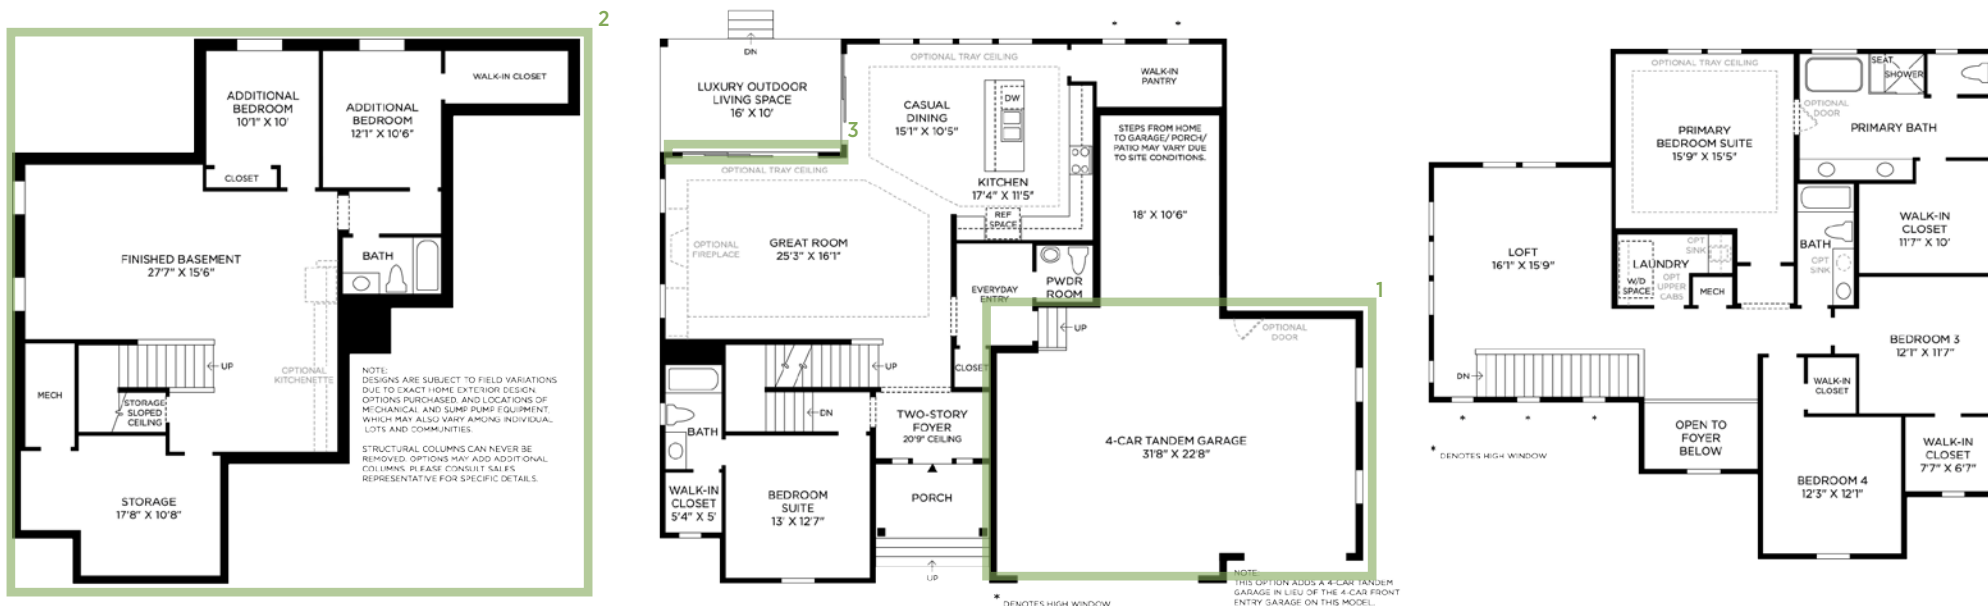 2
ADDITIONAL
BEDROOM
10'1" X 10'
ADDITIONAL
BEDROOM
12'1" X 10'6"
WALK-IN CLOSET
CLOSET
FINISHED BASEMENT
27'7" X 15'6"
BATH
UP
OPTIONAL
KITCHENETTE
MECH
STORAGE
SLOPED
CEILING
STORAGE
17'8" X 10'8"
NOTE:
DESIGNS ARE SUBJECT TO FIELD VARIATIONS
DUE TO EXACT HOME EXTERIOR DESIGN,
OPTIONS PURCHASED, AND LOCATIONS OF
MECHANICAL AND SUMP PUMP EQUIPMENT,
WHICH MAY ALSO VARY AMONG INDIVIDUAL
LOTS AND COMMUNITIES.
STRUCTURAL COLUMNS CAN NEVER BE
REMOVED. OPTIONS MAY ADD ADDITIONAL
COLUMNS. PLEASE CONSULT SALES
REPRESENTATIVE FOR SPECIFIC DETAILS.
DN
LUXURY OUTDOOR
LIVING SPACE
16' X 10'
3
OPTIONAL TRAY CEILING
CASUAL
DINING
15'1" X 10'5"
DW
* *
WALK-IN
PANTRY
STEPS FROM HOME
TO GARAGE/ PORCH/
PATIO MAY VARY DUE
TO SITE CONDITIONS.
18' X 10'6"
KITCHEN
17'4" X 11'5"
REF
SPACE
OPTIONAL TRAY CEILING
GREAT ROOM
25'3" X 16'1"
OPTIONAL
FIREPLACE
EVERYDAY
ENTRY
PWDR
ROOM
1
UP
OPTIONAL
DOOR
CLOSET
UP
DN
TWO-STORY
FOYER
20'9" CEILING
BATH
WALK-IN
CLOSET
5'4" X 5'
BEDROOM
SUITE
13' X 12'7"
PORCH
UP
4-CAR TANDEM GARAGE
31'8" X 22'8"
* DENOTES HIGH WINDOW
NOTE:
THIS OPTION ADDS A 4-CAR TANDEM
GARAGE IN LIEU OF THE 4-CAR FRONT
ENTRY GARAGE ON THIS MODEL.
OPTIONAL TRAY CEILING
PRIMARY
BEDROOM SUITE
15'9" X 15'5"
SEAT
SHOWER
OPTIONAL
DOOR
PRIMARY BATH
LOFT
16'1" X 15'9"
LAUNDRY
OPT
SINK
W/D
SPACE
OPT
UPPER
CABS
MECH
BATH
OPT
SINK
WALK-IN
CLOSET
11'7" X 10'
BEDROOM 3
12'1" X 11'7"
WALK-IN
CLOSET
DN
* * *
OPEN TO
FOYER
BELOW
* DENOTES HIGH WINDOW
BEDROOM 4
12'3" X 12'1"
WALK-IN
CLOSET
7'7" X 6'7"